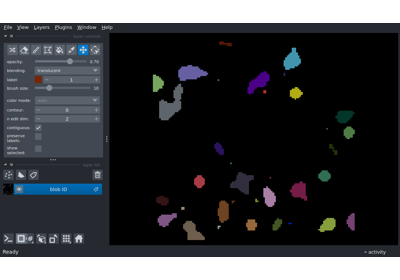 File View Layers Plugins Window Help
opacity: 0.70
blending: translucent
label: 1
brush size: 10
color mode:
contour: 0
n edit dim: 2
contiguous:
preserve
labels:
show
selected:
blob ID
Ready
activity